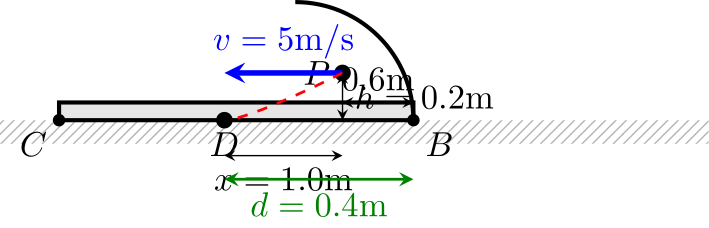 v = 5m/s
P
0.6m
h = 0.2m
C
D
B
x = 1.0m
d = 0.4m